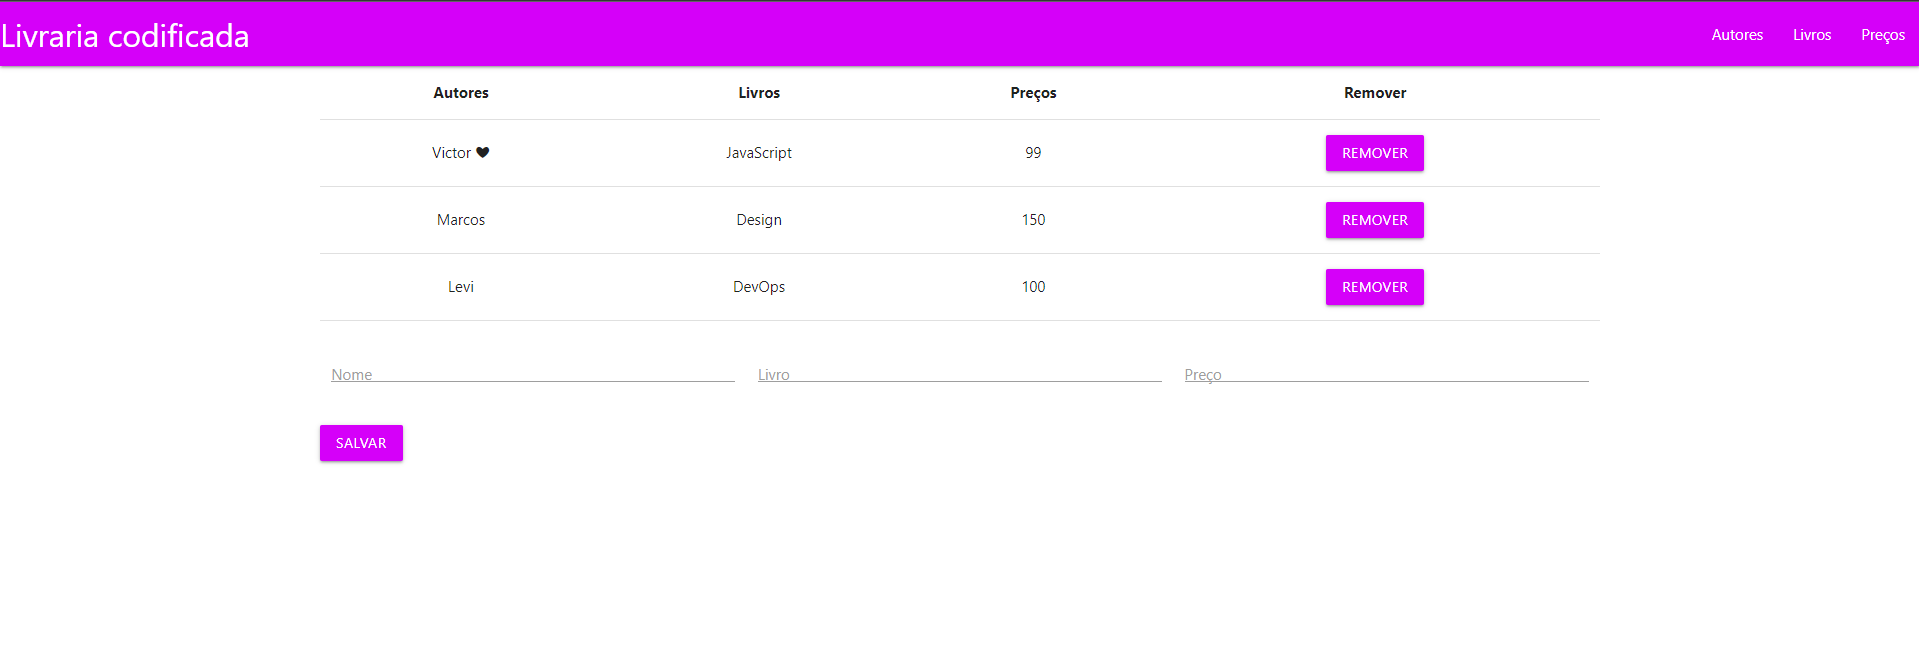 Livraria codificada Autores Livros Preços
Autores Livros Preços Remover
Victor ♥ JavaScript 99 REMOVER
Marcos Design 150 REMOVER
Levi DevOps 100 REMOVER
Nome Livro Preço
SALVAR